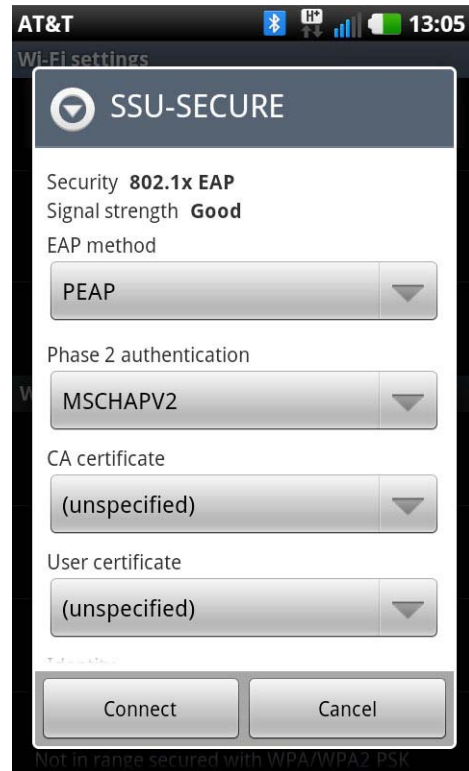 AT&T H+ 13:05
Wi-Fi settings
SSU-SECURE
Security 802.1x EAP
Signal strength Good
EAP method
PEAP
Phase 2 authentication
MSCHAPV2
W
CA certificate
(unspecified)
User certificate
(unspecified)
Identity
Connect Cancel
Not in range secured with WPA/WPA2 PSK